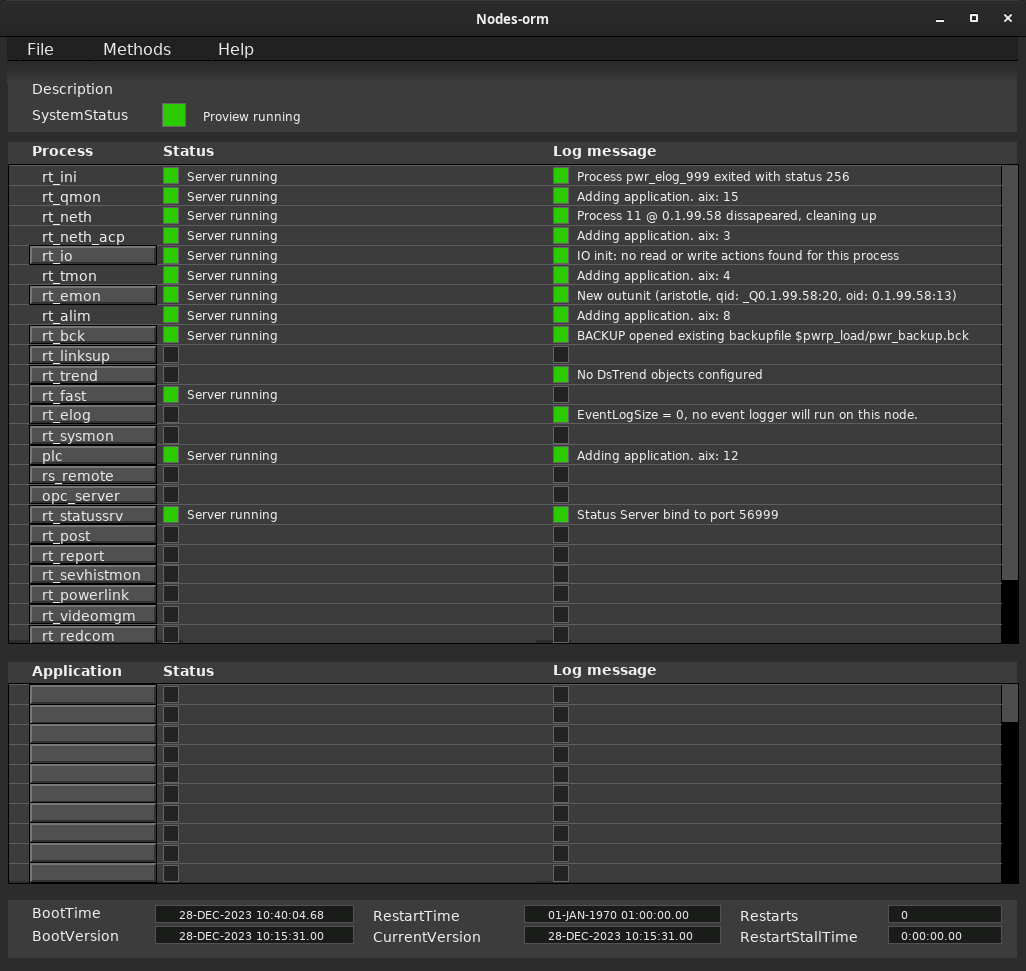 Nodes-orm
File Methods Help
Description
SystemStatus Proview running
Process Status Log message
rt_ini Server running Process pwr_elog_999 exited with status 256
rt_qmon Server running Adding application. aix: 15
rt_neth Server running Process 11 @ 0.1.99.58 dissapeared, cleaning up
rt_neth_acp Server running Adding application. aix: 3
rt_io Server running IO init: no read or write actions found for this process
rt_tmon Server running Adding application. aix: 4
rt_emon Server running New outunit (aristotle, qid: _Q0.1.99.58:20, oid: 0.1.99.58:13)
rt_alim Server running Adding application. aix: 8
rt_bck Server running BACKUP opened existing backupfile $pwrp_load/pwr_backup.bck
rt_linksup
rt_trend No DsTrend objects configured
rt_fast Server running
rt_elog EventLogSize = 0, no event logger will run on this node.
rt_sysmon
plc Server running Adding application. aix: 12
rs_remote
opc_server
rt_statussrv Server running Status Server bind to port 56999
rt_post
rt_report
rt_sevhistmon
rt_powerlink
rt_videomgm
rt_redcom
Application Status Log message
BootTime 28-DEC-2023 10:40:04.68 RestartTime 01-JAN-1970 01:00:00.00 Restarts 0
BootVersion 28-DEC-2023 10:15:31.00 CurrentVersion 28-DEC-2023 10:15:31.00 RestartStallTime 0:00:00.00